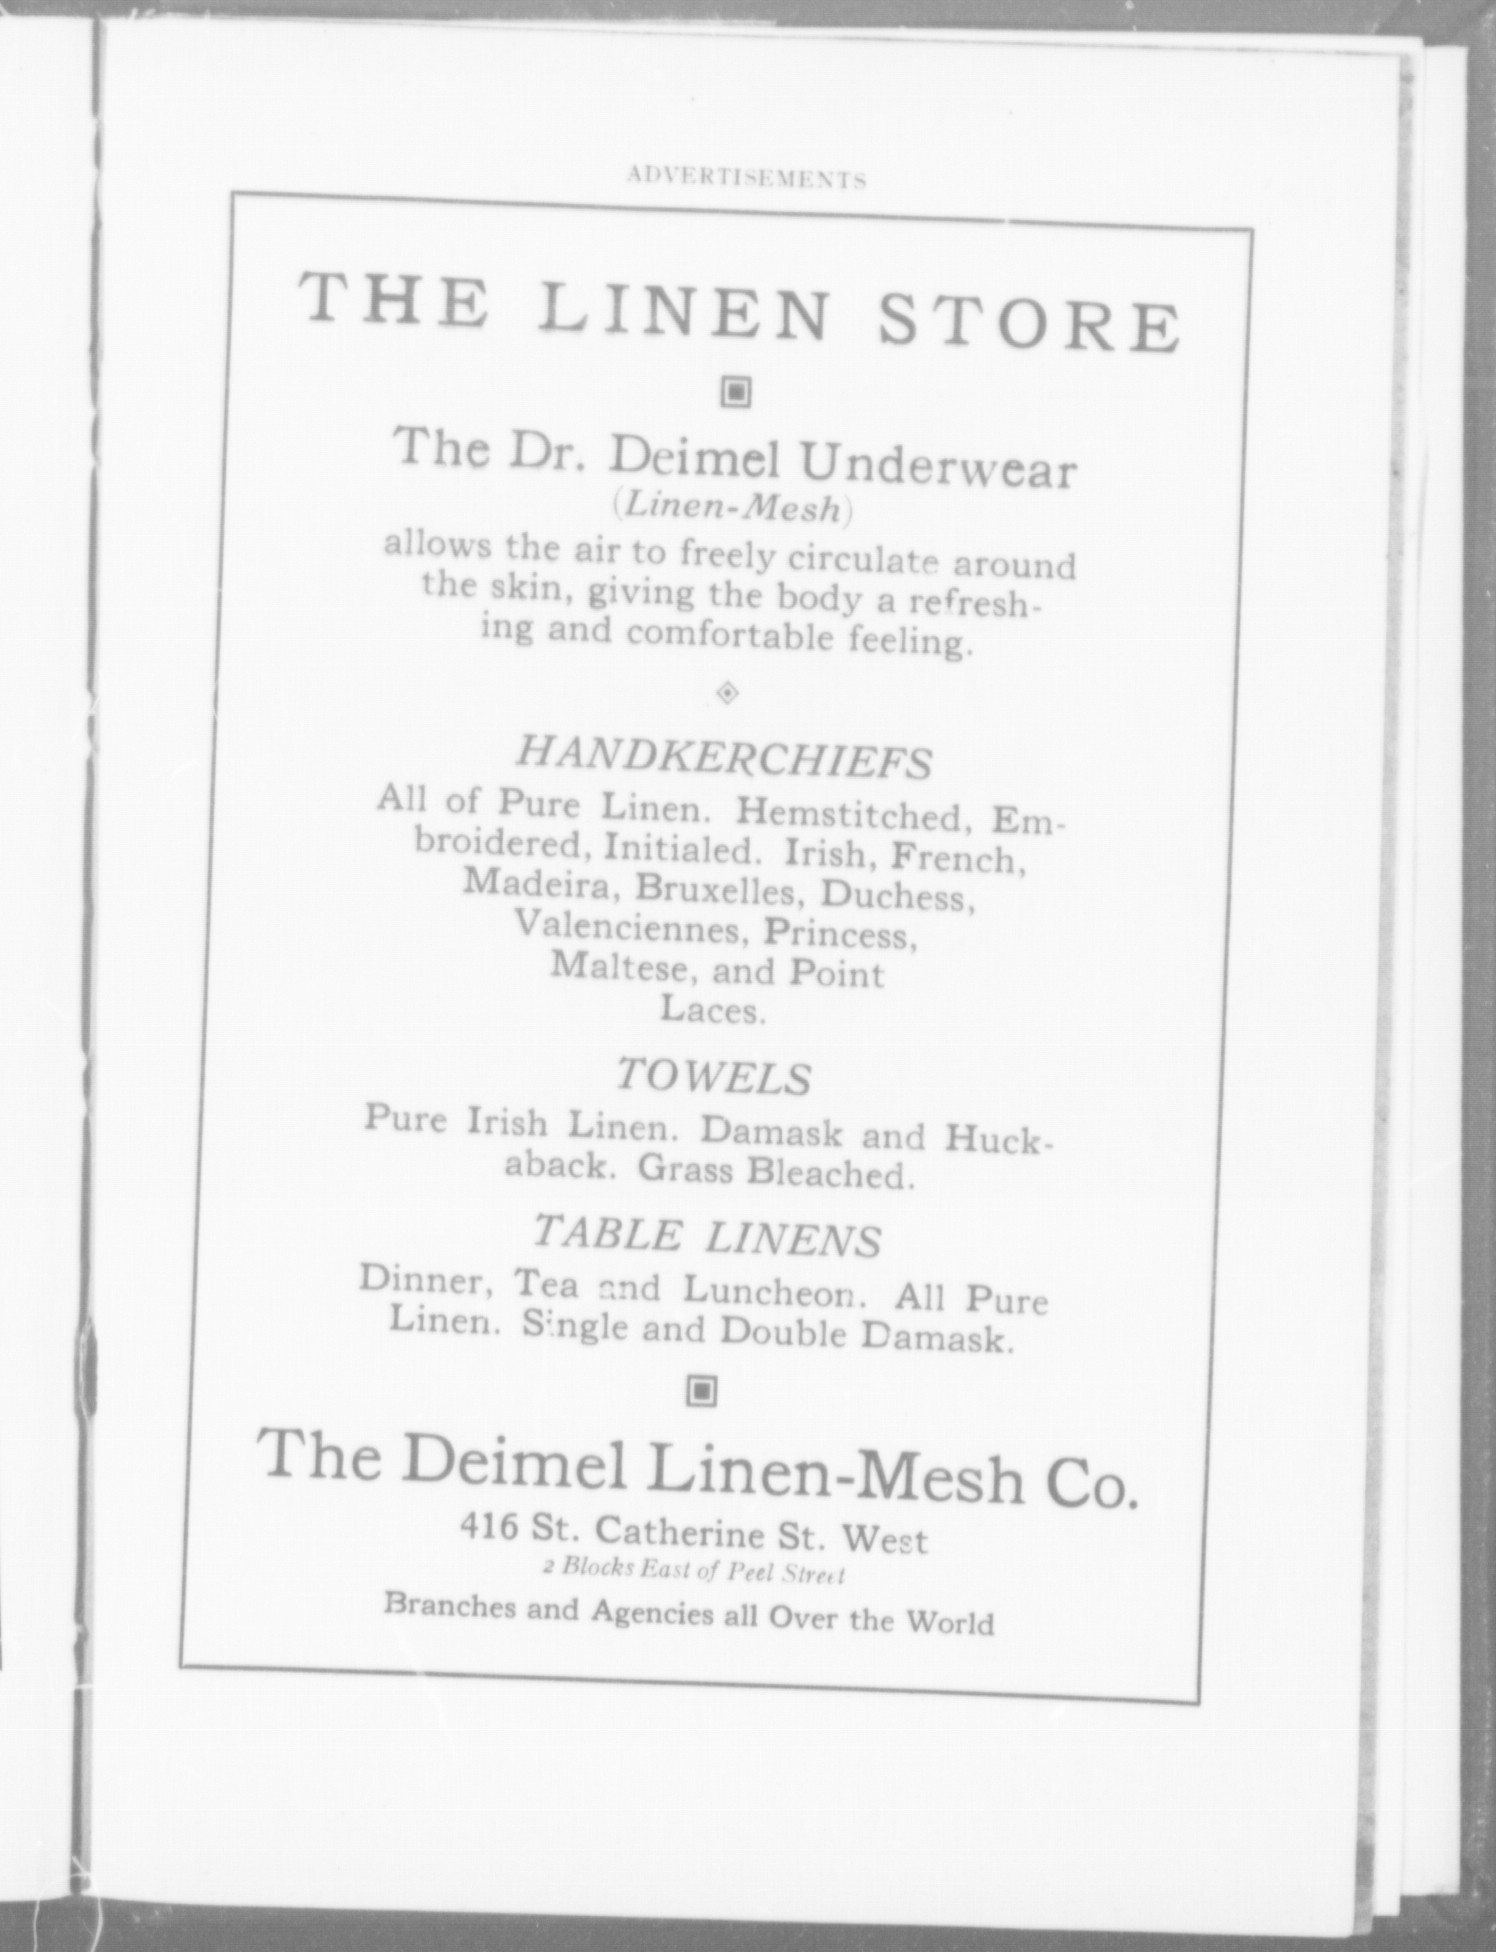 ADVERTISEMENTS
THE LINEN STORE
The Dr. Deimel Underwear
(Linen-Mesh)
allows the air to freely circulate around
the skin, giving the body a refresh-
ing and comfortable feeling.
HANDKERCHIEFS
All of Pure Linen. Hemstitched, Em-
broidered, Initialed. Irish, French,
Madeira, Bruxelles, Duchess,
Valenciennes, Princess,
Maltese, and Point
Laces.
TOWELS
Pure Irish Linen. Damask and Huck-
aback. Grass Bleached.
TABLE LINENS
Dinner, Tea and Luncheon. All Pure
Linen. Single and Double Damask.
The Deimel Linen-Mesh Co.
416 St. Catherine St. West
2 Blocks East of Peel Street
Branches and Agencies all Over the World